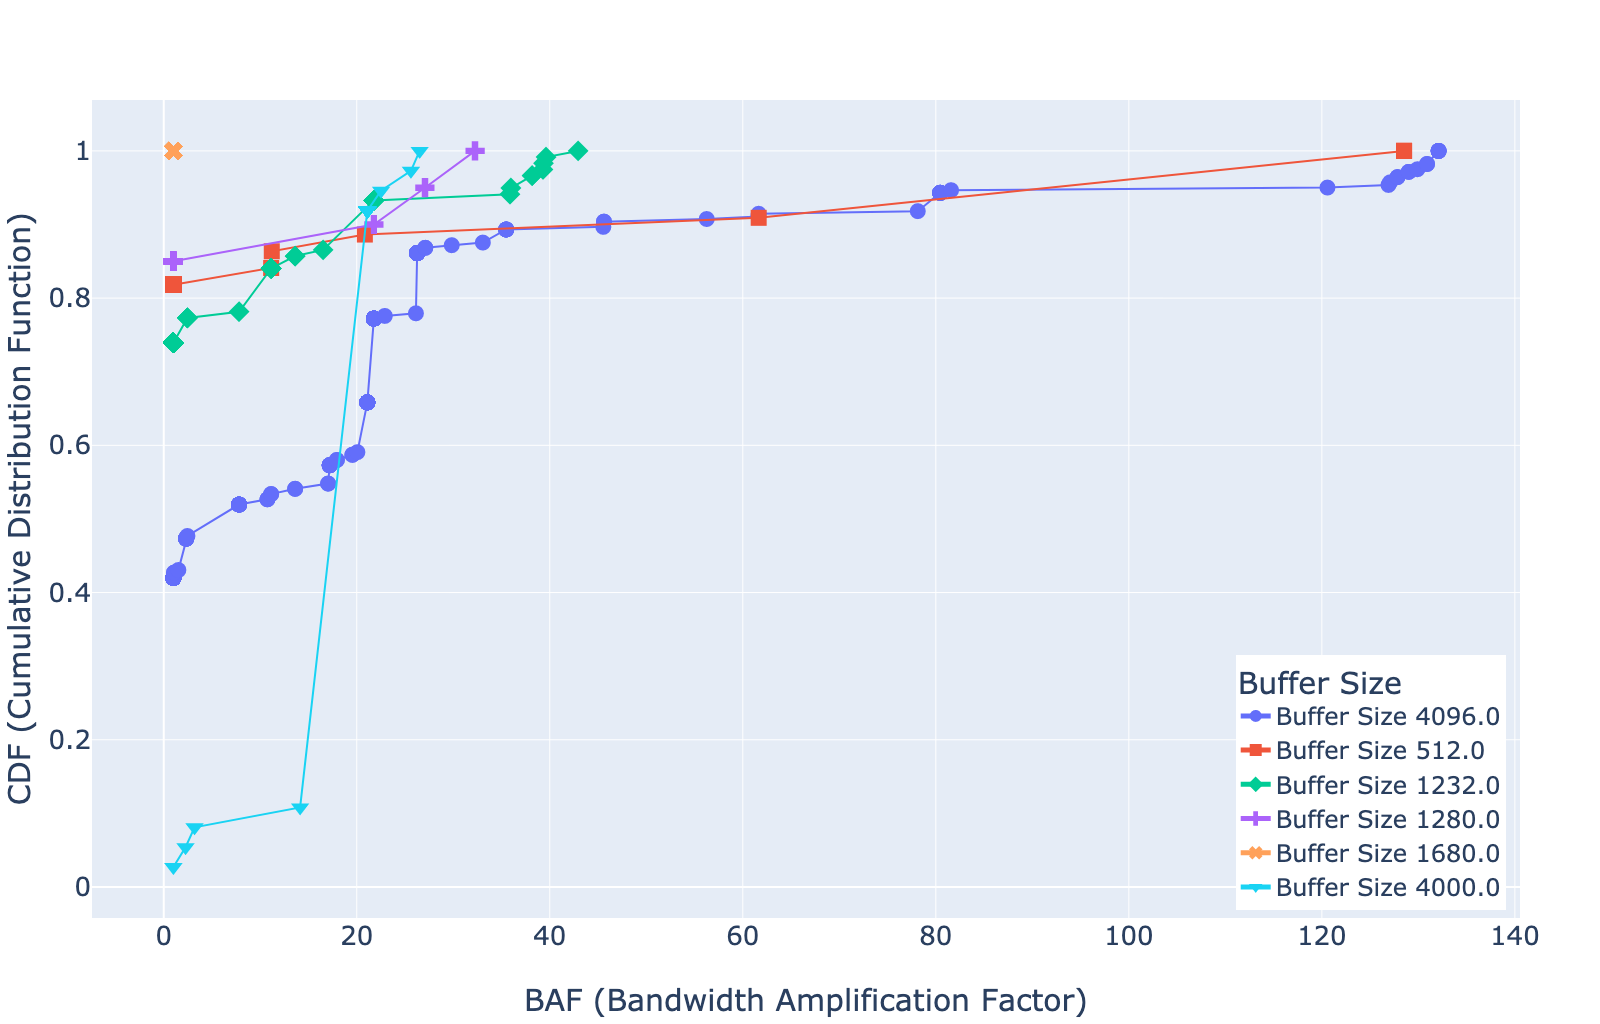 CDF (Cumulative Distribution Function)
1
0.8
0.6
0.4
0.2
0
0 20 40 60 80 100 120 140
BAF (Bandwidth Amplification Factor)
Buffer Size
Buffer Size 4096.0
Buffer Size 512.0
Buffer Size 1232.0
Buffer Size 1280.0
Buffer Size 1680.0
Buffer Size 4000.0